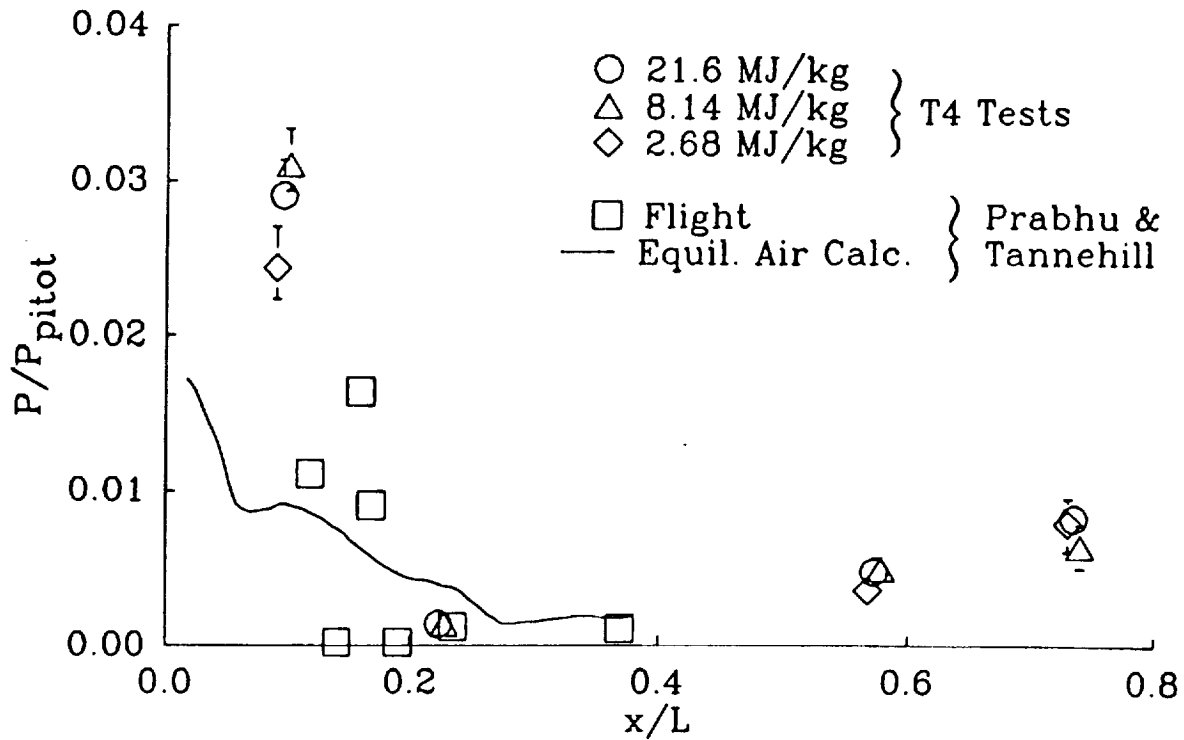 0.04
0.03
0.02
0.01
0.00
P/Ppitot
21.6 MJ/kg
8.14 MJ/kg
2.68 MJ/kg
T4 Tests
Flight
Equil. Air Calc.
Prabhu &
Tannehill
0.0
0.2
0.4
0.6
0.8
x/L